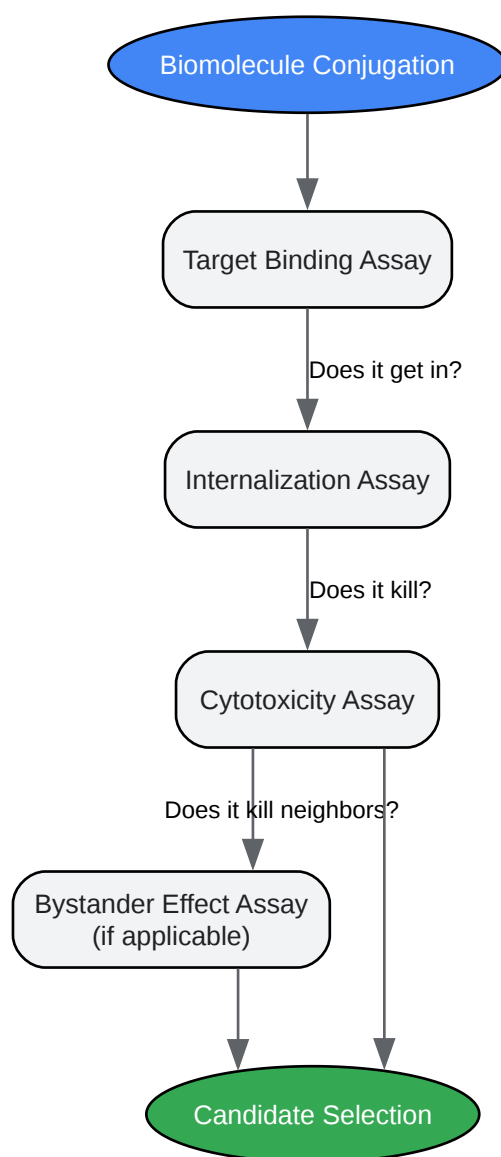 Biomolecule Conjugation
Target Binding Assay
Does it get in?
Internalization Assay
Does it kill?
Cytotoxicity Assay
Does it kill neighbors?
Bystander Effect Assay
(if applicable)
Candidate Selection